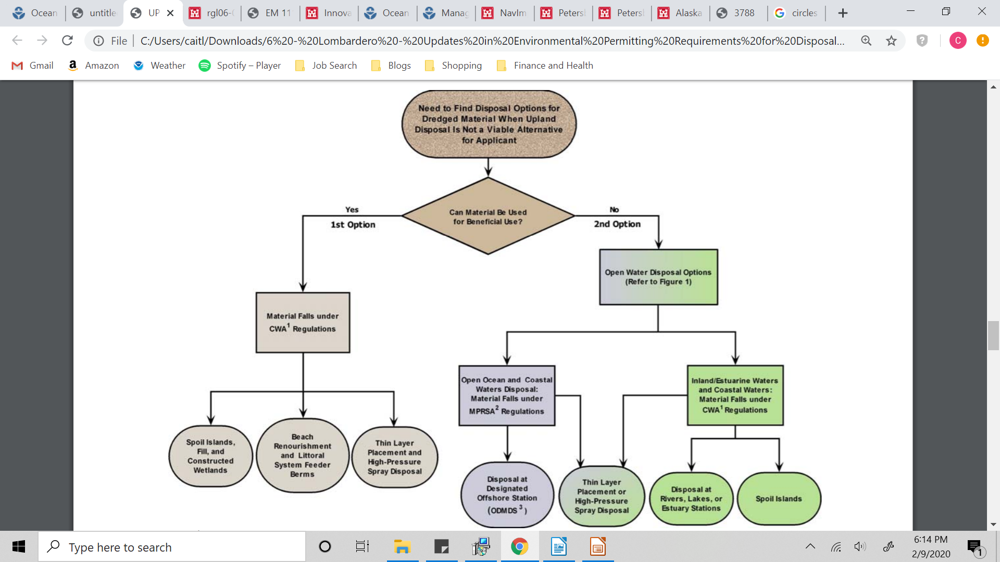 Ocean
untitle
UP
rgl06-0
EM 11
Innova
Ocean
Manag
NavIm
Petersl
Petersl
Alaska
3788
circles
File
C:/Users/caitl/Downloads/6%20-%20Lombardero%20-%20Updates%20in%20Environmental%20Permitting%20Requirements%20for%20Disposal...
C
Gmail
Amazon
Weather
Spotify – Player
Job Search
Blogs
Shopping
Finance and Health
Need to Find Disposal Options for
Dredged Material When Upland
Disposal Is Not a Viable Alternative
for Applicant
Can Material Be Used
for Beneficial Use?
Yes
1st Option
No
2nd Option
Open Water Disposal Options
(Refer to Figure 1)
Material Falls under
CWA¹ Regulations
Open Ocean and Coastal
Waters Disposal:
Material Falls under
MPRSA² Regulations
Inland/Estuarine Waters
and Coastal Waters:
Material Falls under
CWA¹ Regulations
Spoil Islands,
Fill, and
Constructed
Wetlands
Beach
Renourishment
and Littoral
System Feeder
Berms
Thin Layer
Placement and
High-Pressure
Spray Disposal
Disposal at
Designated
Offshore Station
(ODMDS³)
Thin Layer
Placement or
High-Pressure
Spray Disposal
Disposal at
Rivers, Lakes, or
Estuary Stations
Spoil Islands
Type here to search
6:14 PM
2/9/2020
1